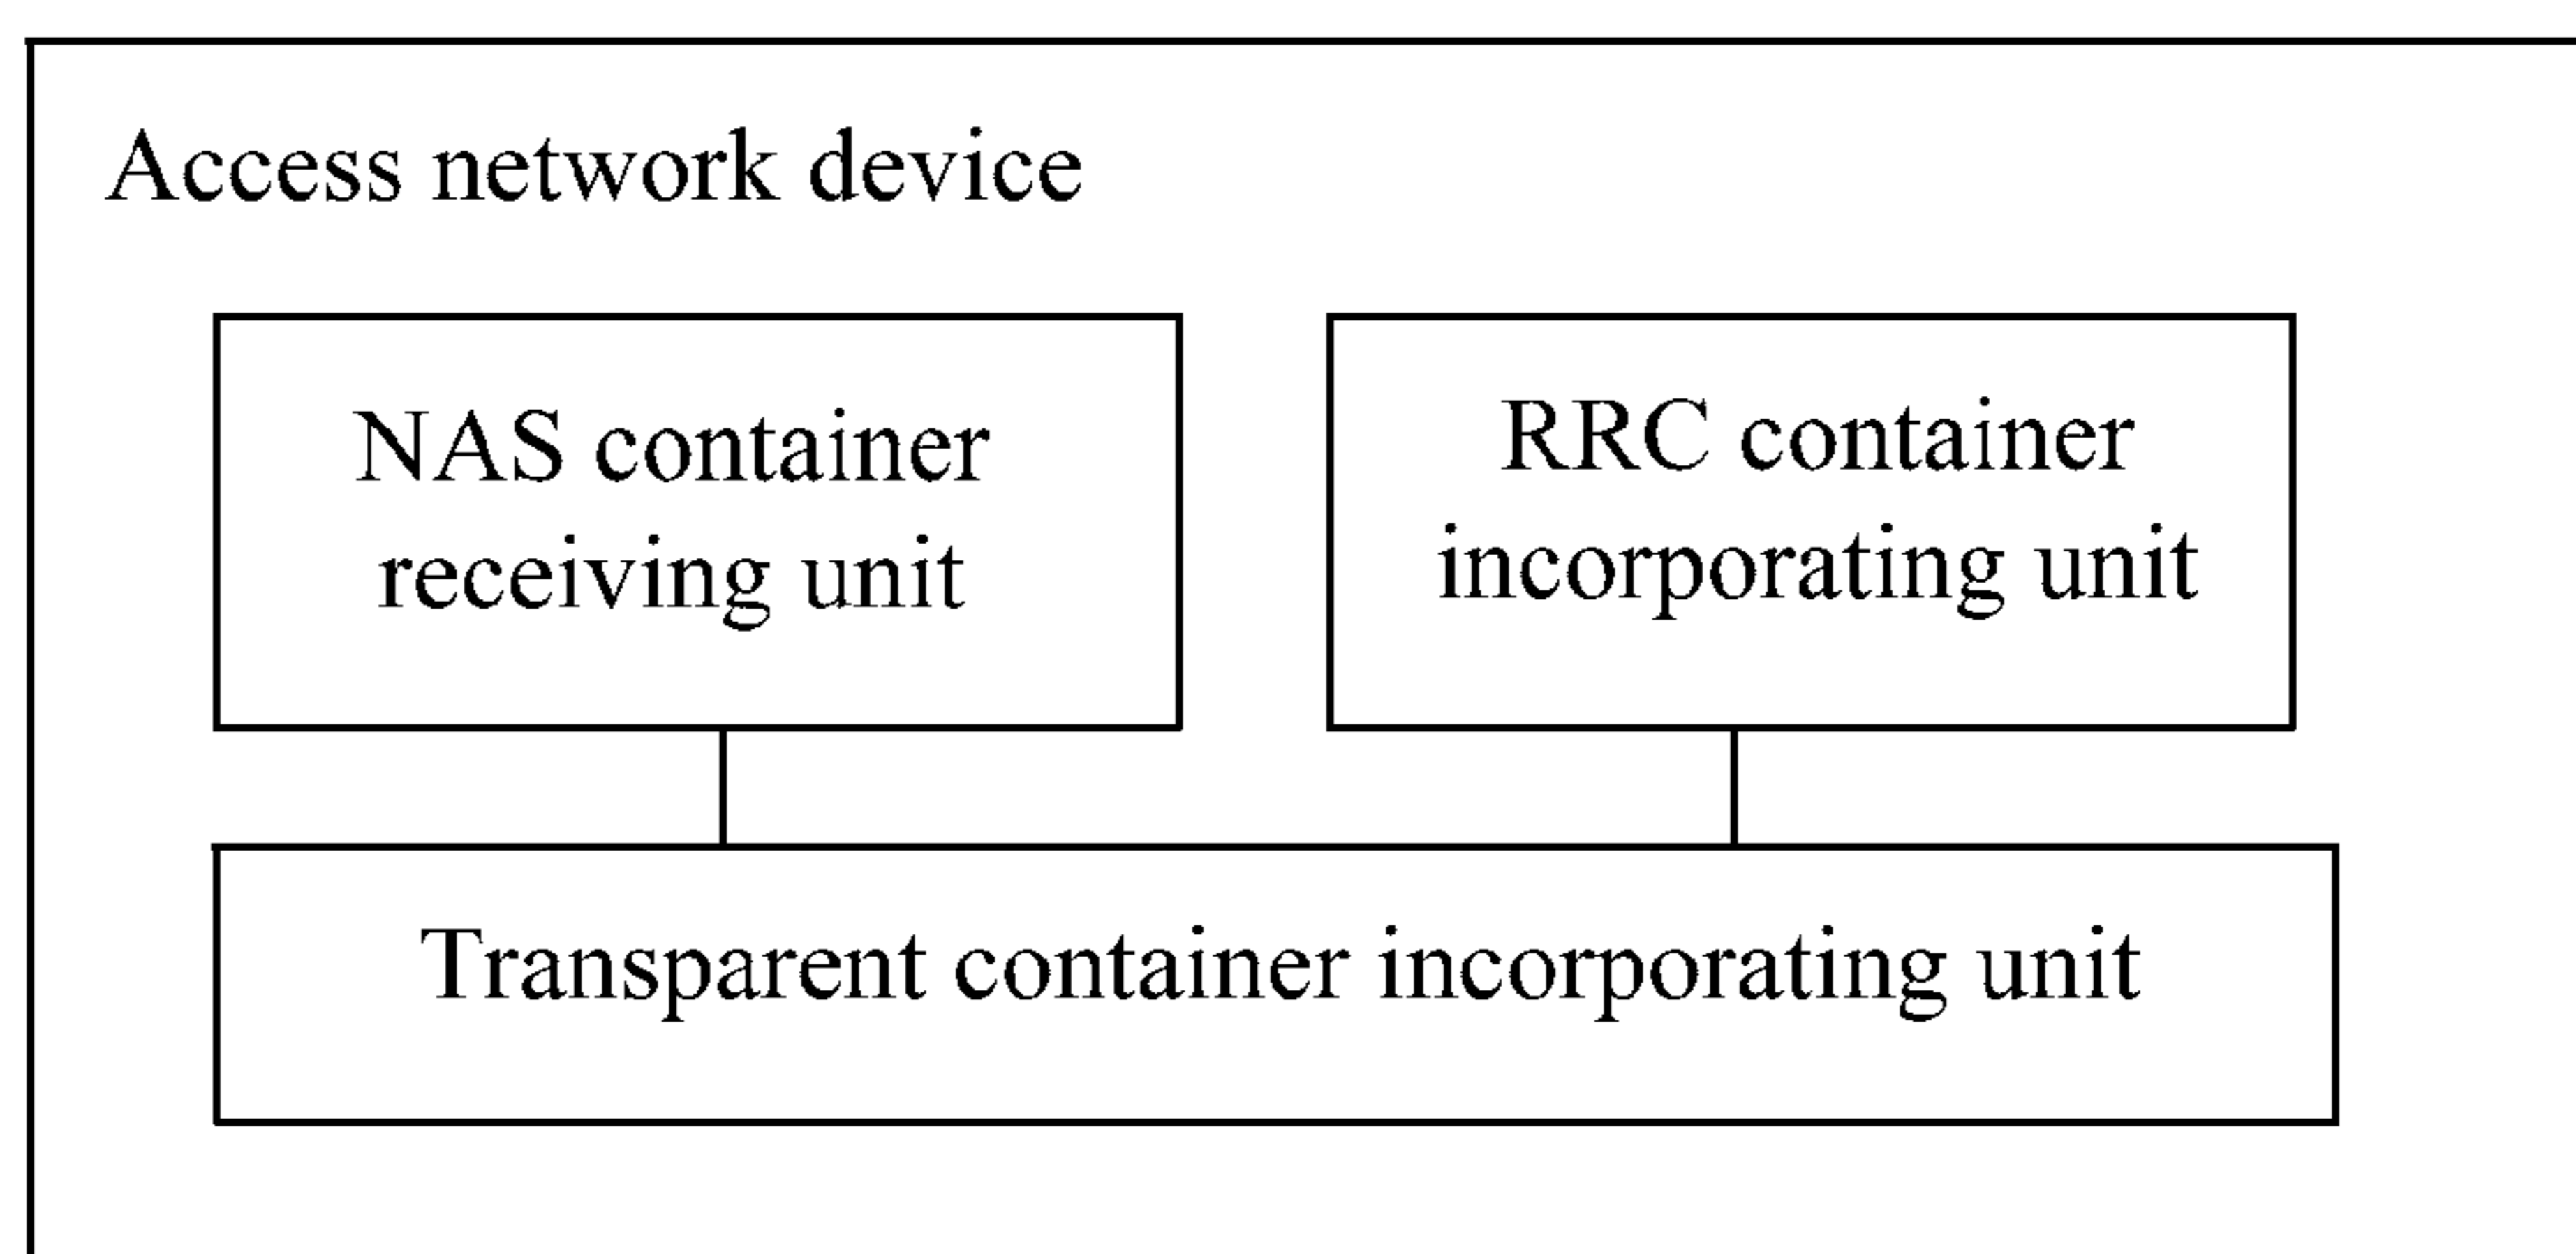 Access network device
NAS container
receiving unit
RRC container
incorporating unit
Transparent container incorporating unit